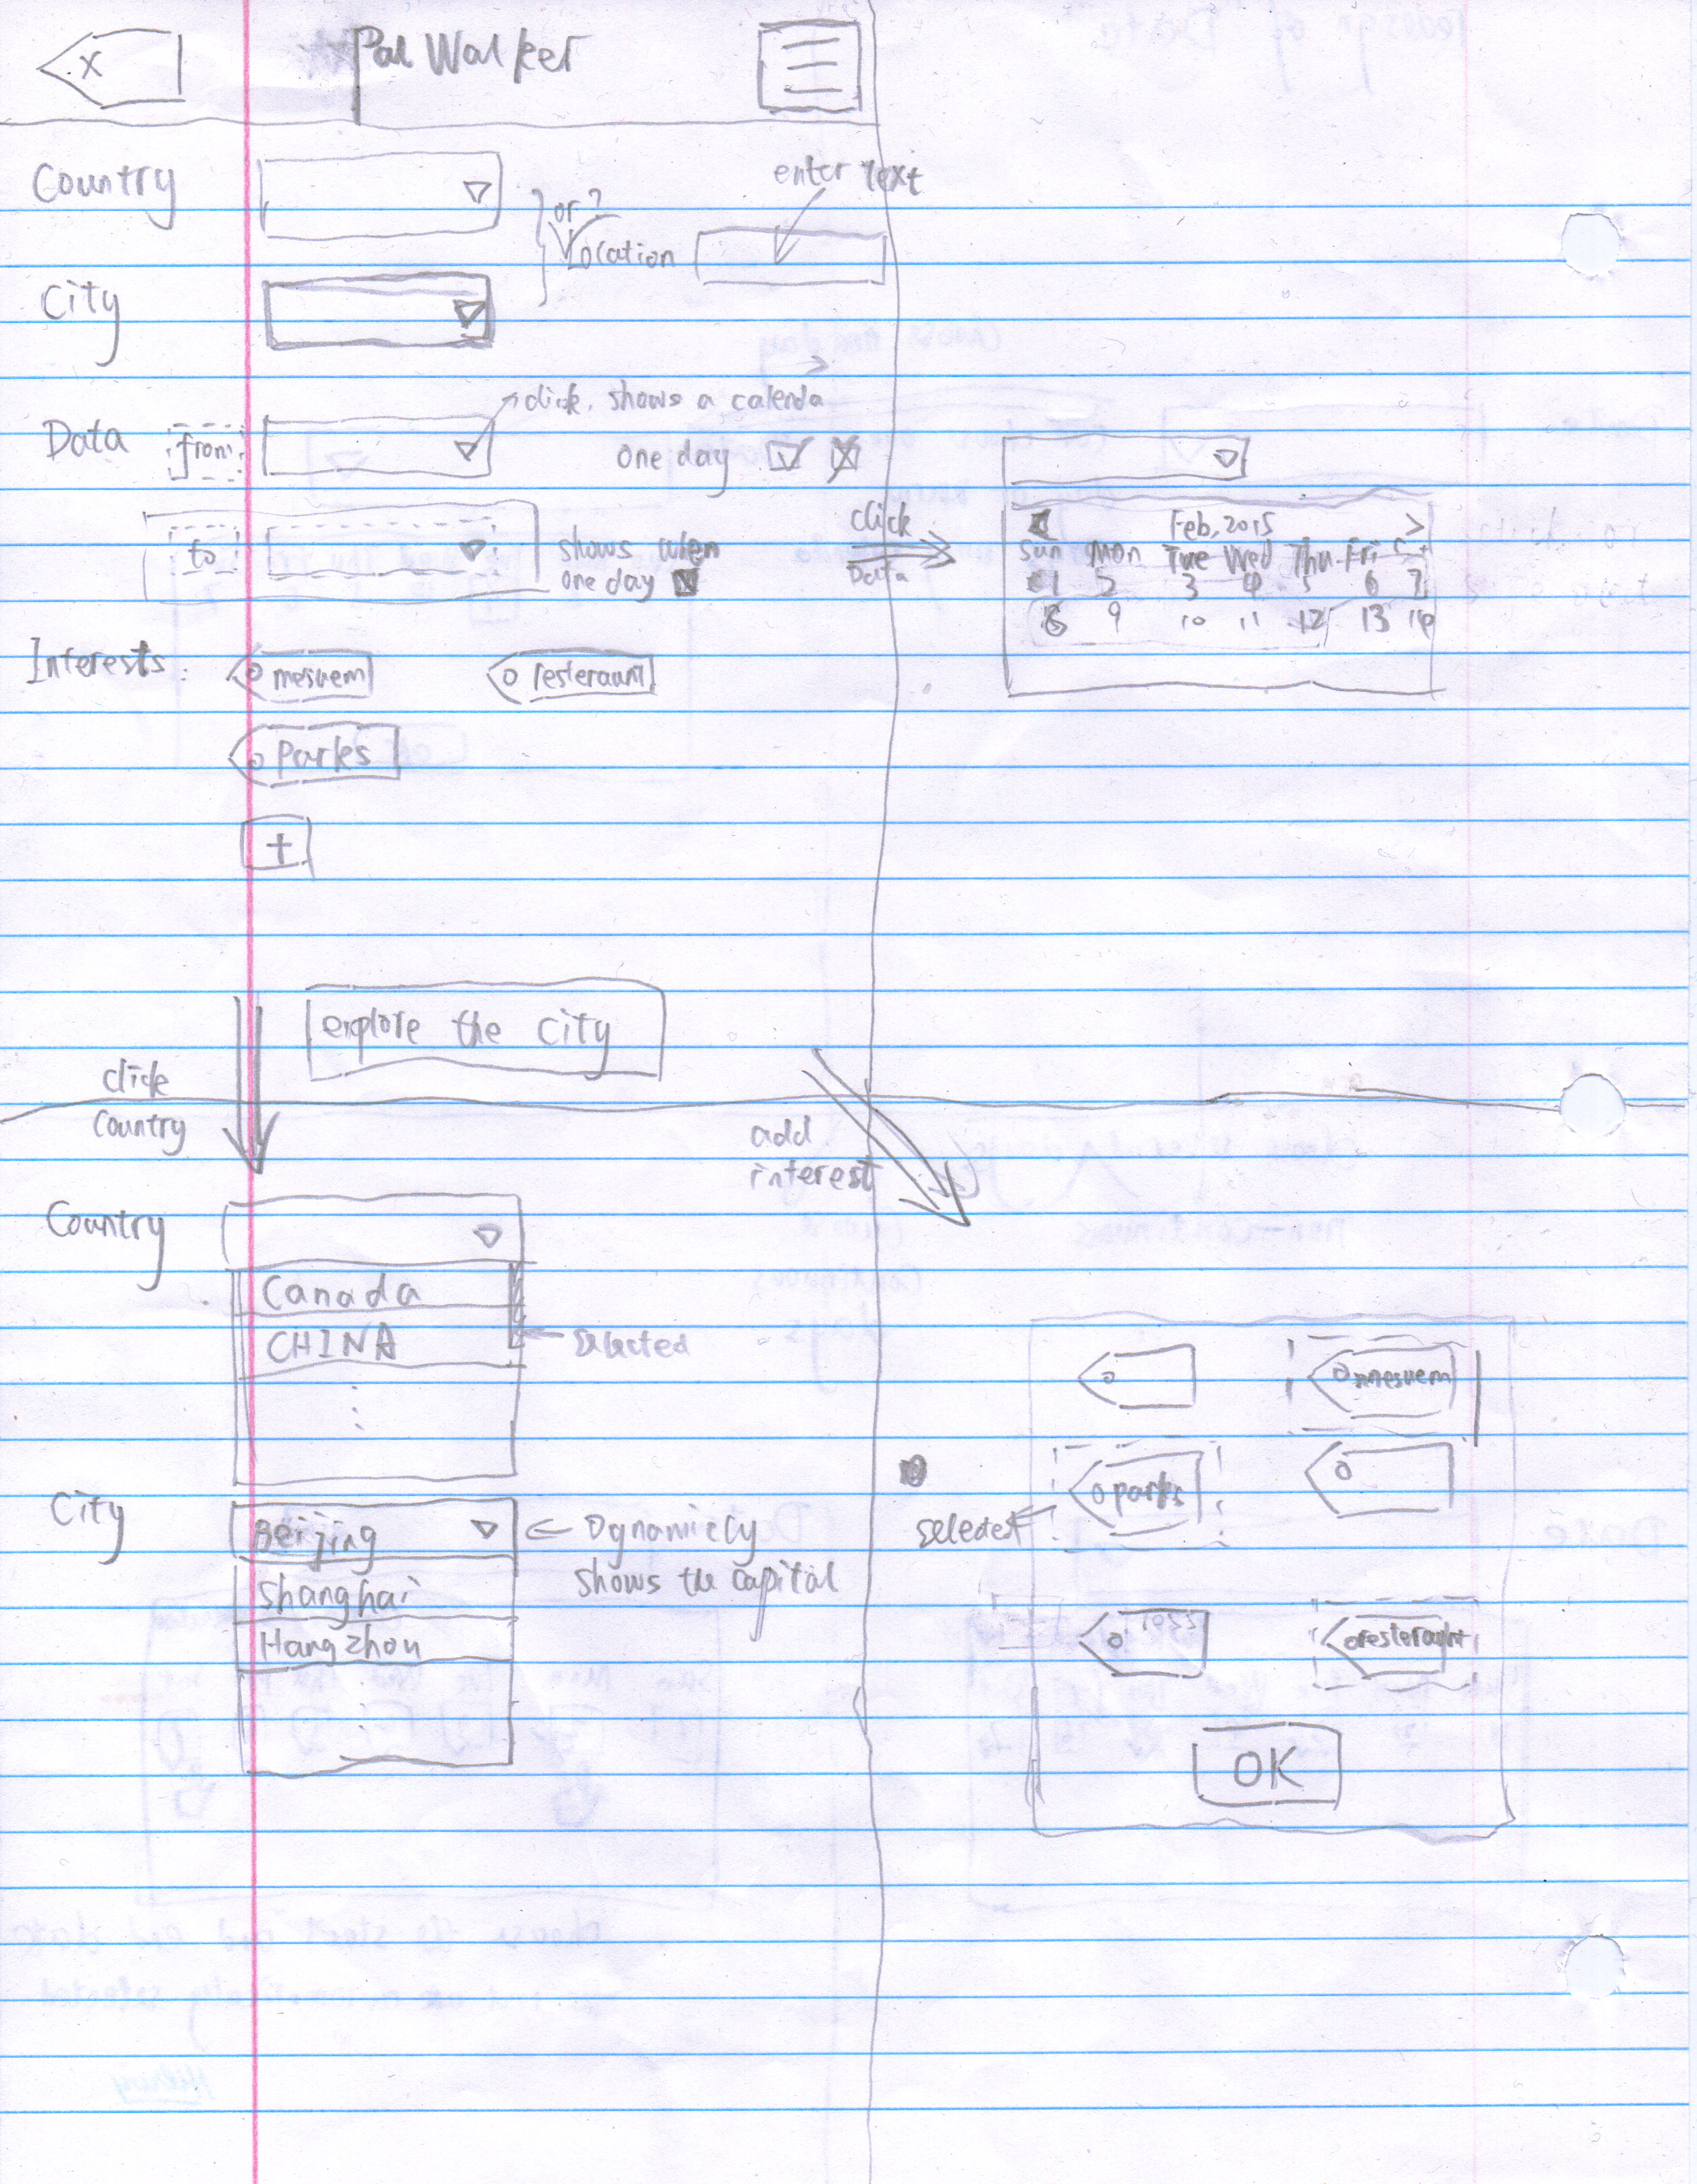 x
Pal Walker
Country
enter text
or?
Location
City
click, shows a calenda
Data
from
one day
to
shows when
one day
click
Data
Feb, 2015
Sun Mon Tue Wed Thu Fri
1 2 3 4 5 6 7
8 9 10 11 12 13 14
Interests:
mesuem
resteraunt
Parks
+
explore the City
click
Country
add
interest
Country
Canada
CHINA
selected
City
Beijing
Shanghai
Hangzhou
Dynamicly
shows the capital
mesuem
parks
selected
resteraunt
OK